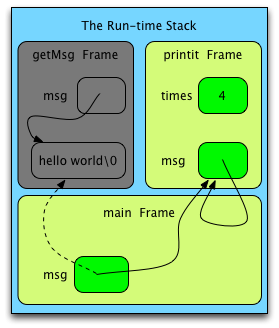 The Run-time Stack
getMsg Frame
printit Frame
msg
times
4
hello world\0
msg
main Frame
msg